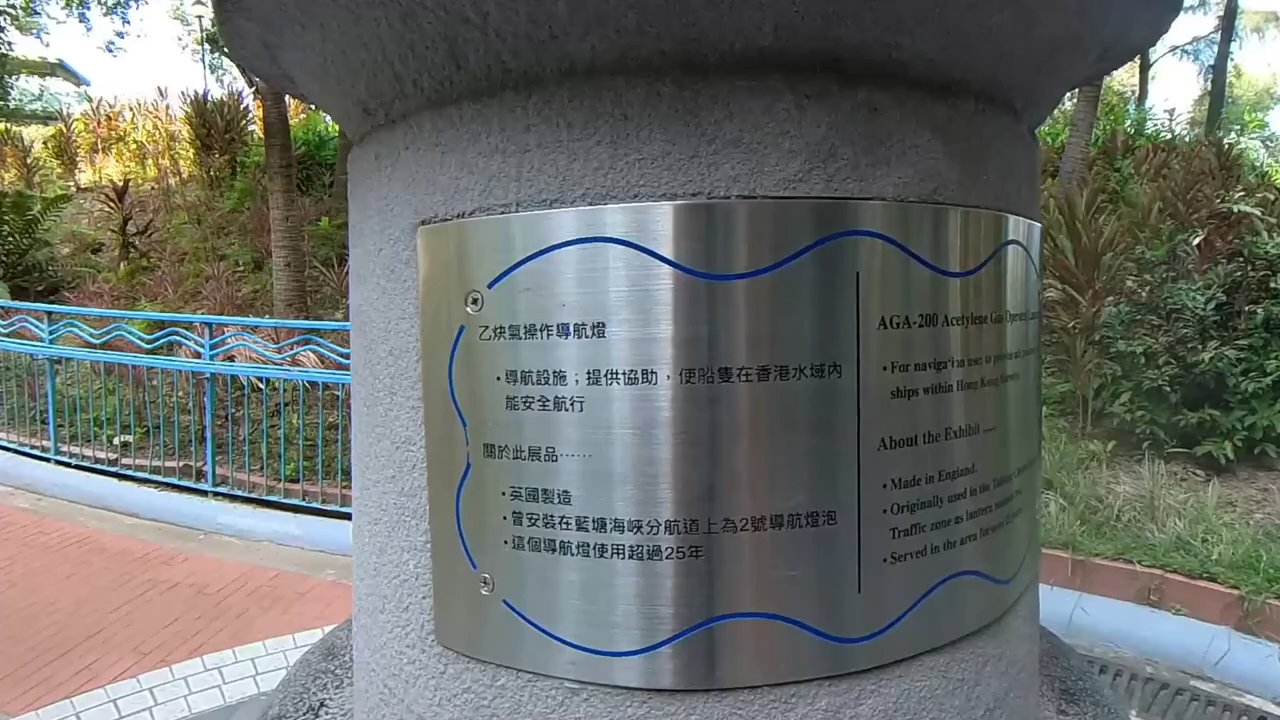 乙炔氣操作導航燈
•導航設施；提供協助，使船隻在香港水域內
能安全航行
關於此展品⋯⋯
•英國製造
•曾安裝在藍塘海峽分航道上為2號導航燈泡
•這個導航燈使用超過25年
AGA-200 Acetylene Gas Operated
• For navigation use; to provide
ships within Hong Kong
About the Exhibit ......
• Made in England.
• Originally used in the
Traffic zone as lantern
• Served in the area for